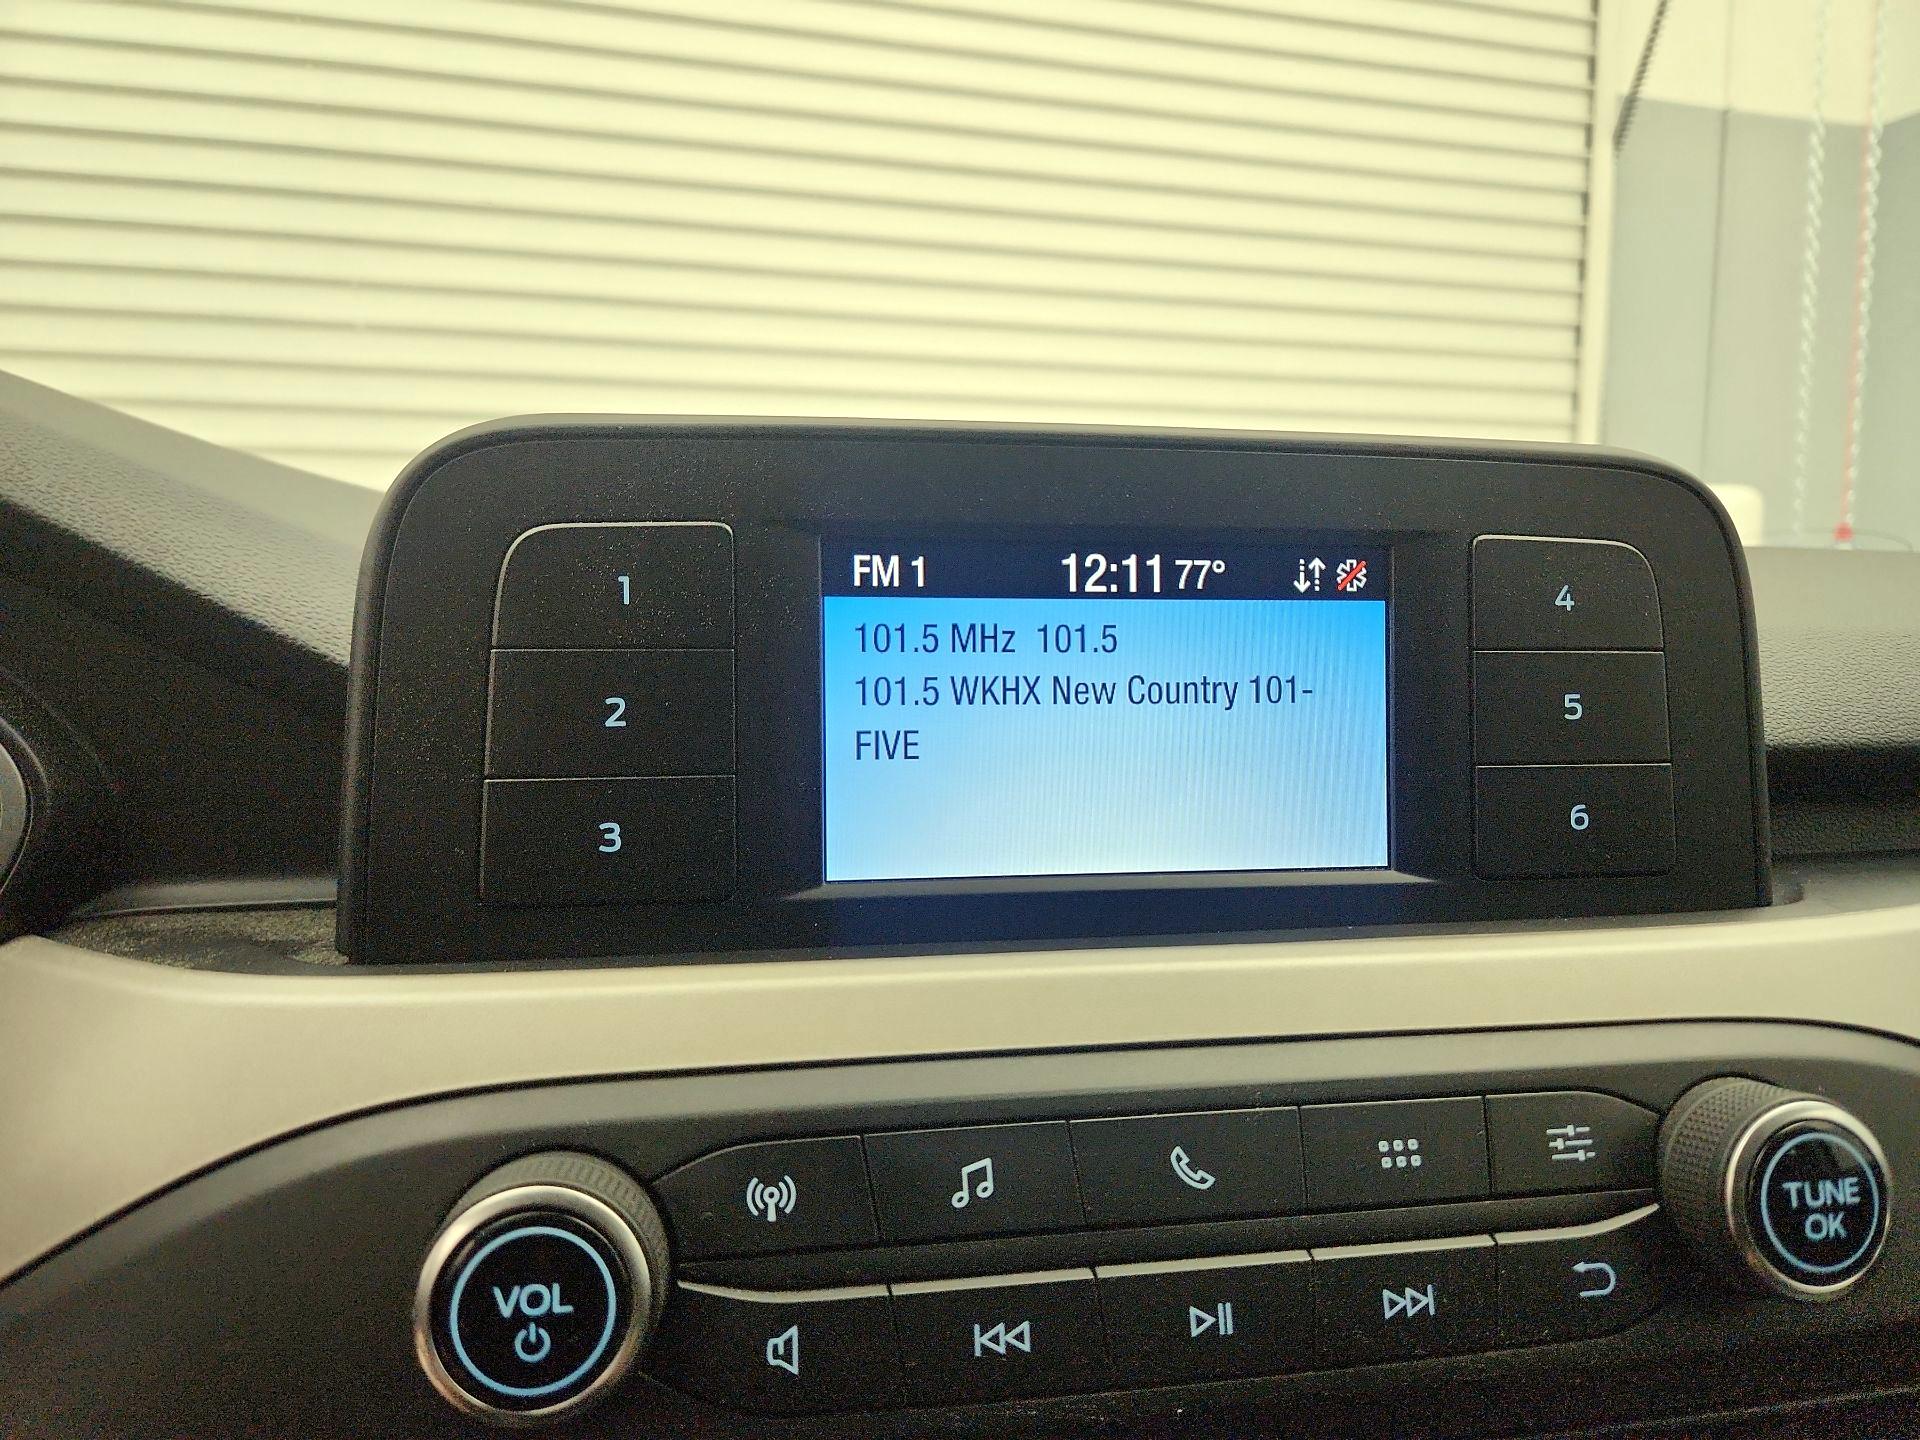 FM 1 12:11 77°
101.5 MHz 101.5
101.5 WKHX New Country 101-
FIVE
1
2
3
4
5
6
VOL
TUNE
OK